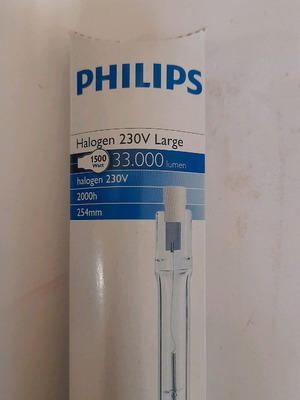 PHILIPS
Halogen 230V Large
1500 Watt 33.000 lumen
halogen 230V
2000h
254mm